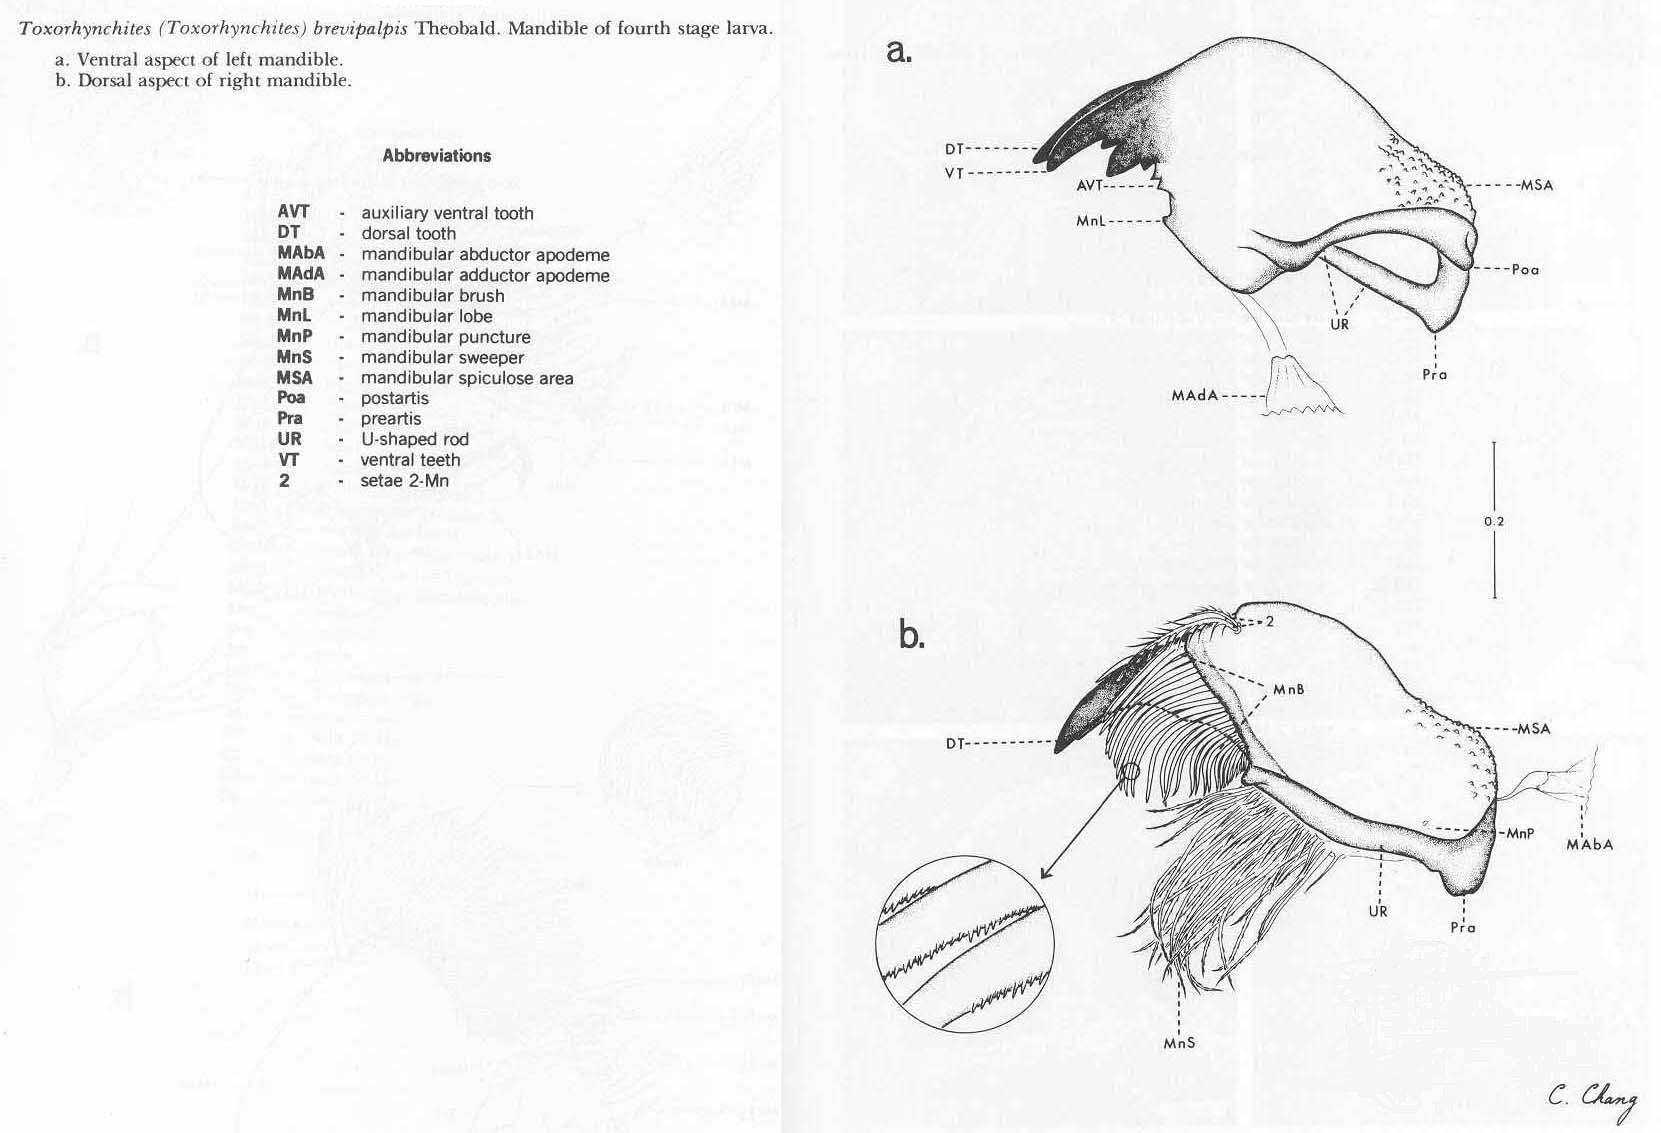 Toxorhynchites (Toxorhynchites) brevipalpis Theobald. Mandible of fourth stage larva.
a. Ventral aspect of left mandible.
b. Dorsal aspect of right mandible.
Abbreviations
AVT - auxiliary ventral tooth
DT - dorsal tooth
MAbA - mandibular abductor apodeme
MAdA - mandibular adductor apodeme
MnB - mandibular brush
MnL - mandibular lobe
MnP - mandibular puncture
MnS - mandibular sweeper
MSA - mandibular spiculose area
Poa - postartis
Pra - preartis
UR - U-shaped rod
VT - ventral teeth
2 - setae 2-Mn
a.
DT
VT
AVT
MSA
MnL
Poa
UR
Pra
MAdA
0.2
b.
2
MnB
MSA
DT
MnP
MAbA
UR
Pra
MnS
C. Chang